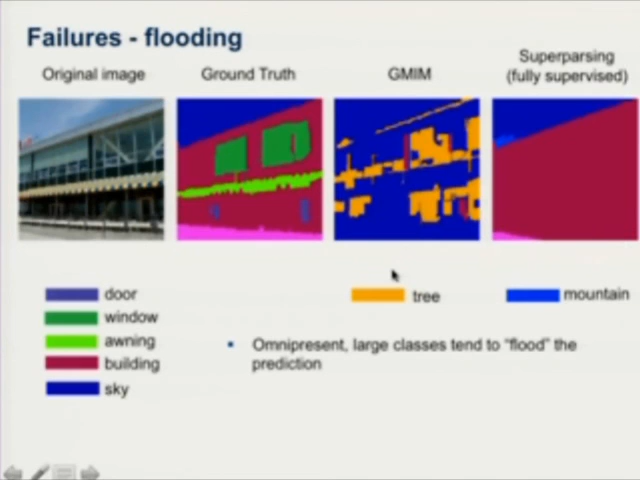 Failures - flooding
Original image
Ground Truth
GMIM
Superparsing
(fully supervised)
door
window
awning
building
sky
tree
mountain
• Omnipresent, large classes tend to “flood” the
prediction